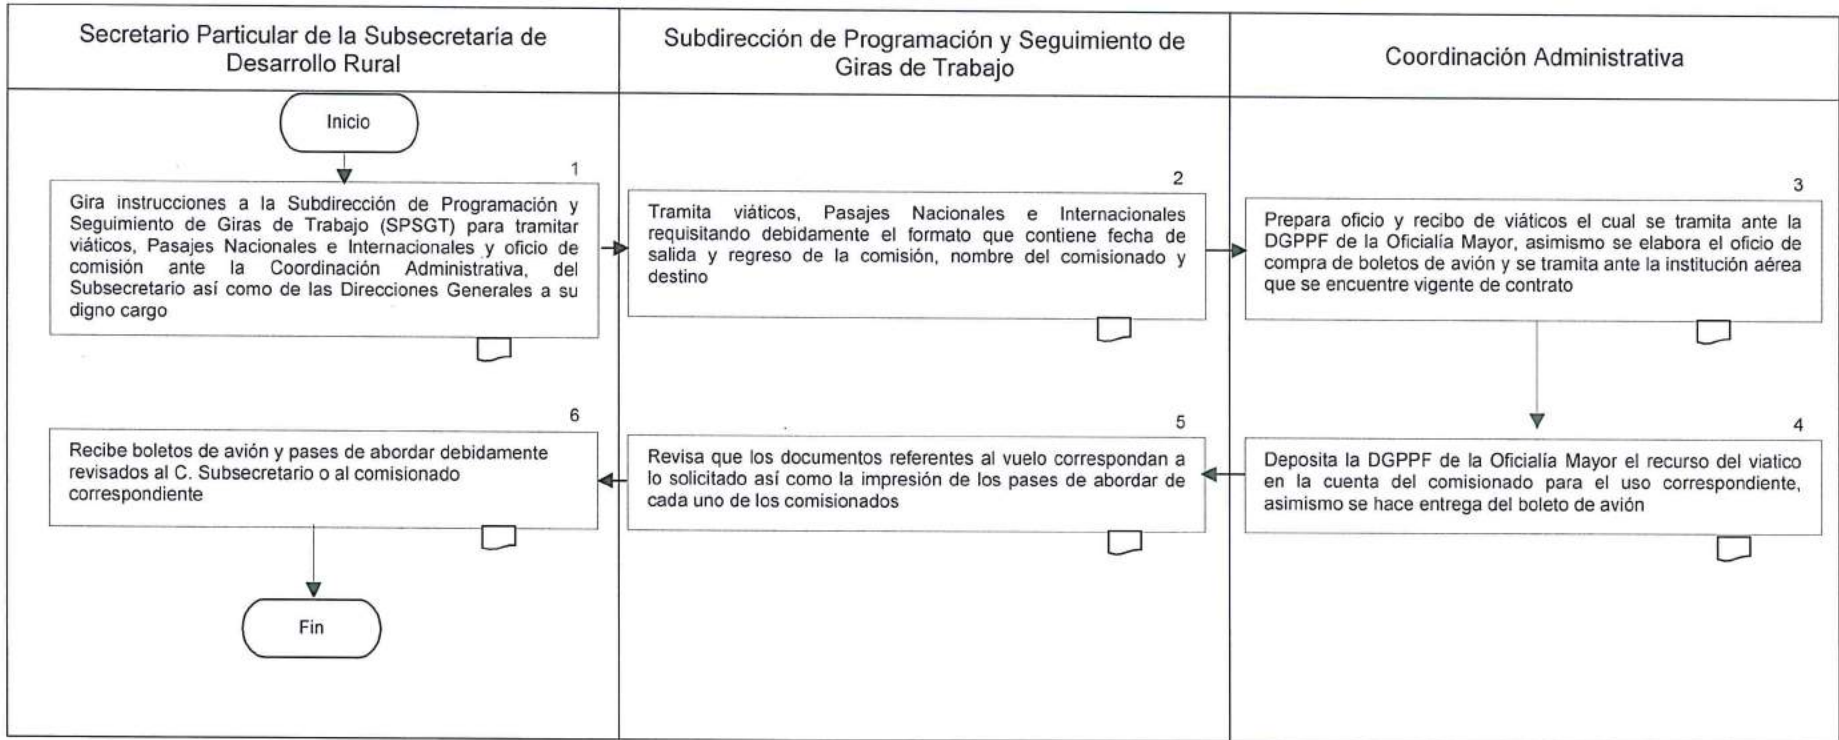 Secretario Particular de la Subsecretaría de
Desarrollo Rural
Subdirección de Programación y Seguimiento de
Giras de Trabajo
Coordinación Administrativa
Inicio
1
Gira instrucciones a la Subdirección de Programación y
Seguimiento de Giras de Trabajo (SPSGT) para tramitar
viáticos, Pasajes Nacionales e Internacionales y oficio de
comisión ante la Coordinación Administrativa, del
Subsecretario así como de las Direcciones Generales a su
digno cargo
2
Tramita viáticos, Pasajes Nacionales e Internacionales
requisitando debidamente el formato que contiene fecha de
salida y regreso de la comisión, nombre del comisionado y
destino
3
Prepara oficio y recibo de viáticos el cual se tramita ante la
DGPPF de la Oficialía Mayor, asimismo se elabora el oficio de
compra de boletos de avión y se tramita ante la institución aérea
que se encuentre vigente de contrato
4
Deposita la DGPPF de la Oficialía Mayor el recurso del viatico
en la cuenta del comisionado para el uso correspondiente,
asimismo se hace entrega del boleto de avión
5
Revisa que los documentos referentes al vuelo correspondan a
lo solicitado así como la impresión de los pases de abordar de
cada uno de los comisionados
6
Recibe boletos de avión y pases de abordar debidamente
revisados al C. Subsecretario o al comisionado
correspondiente
Fin